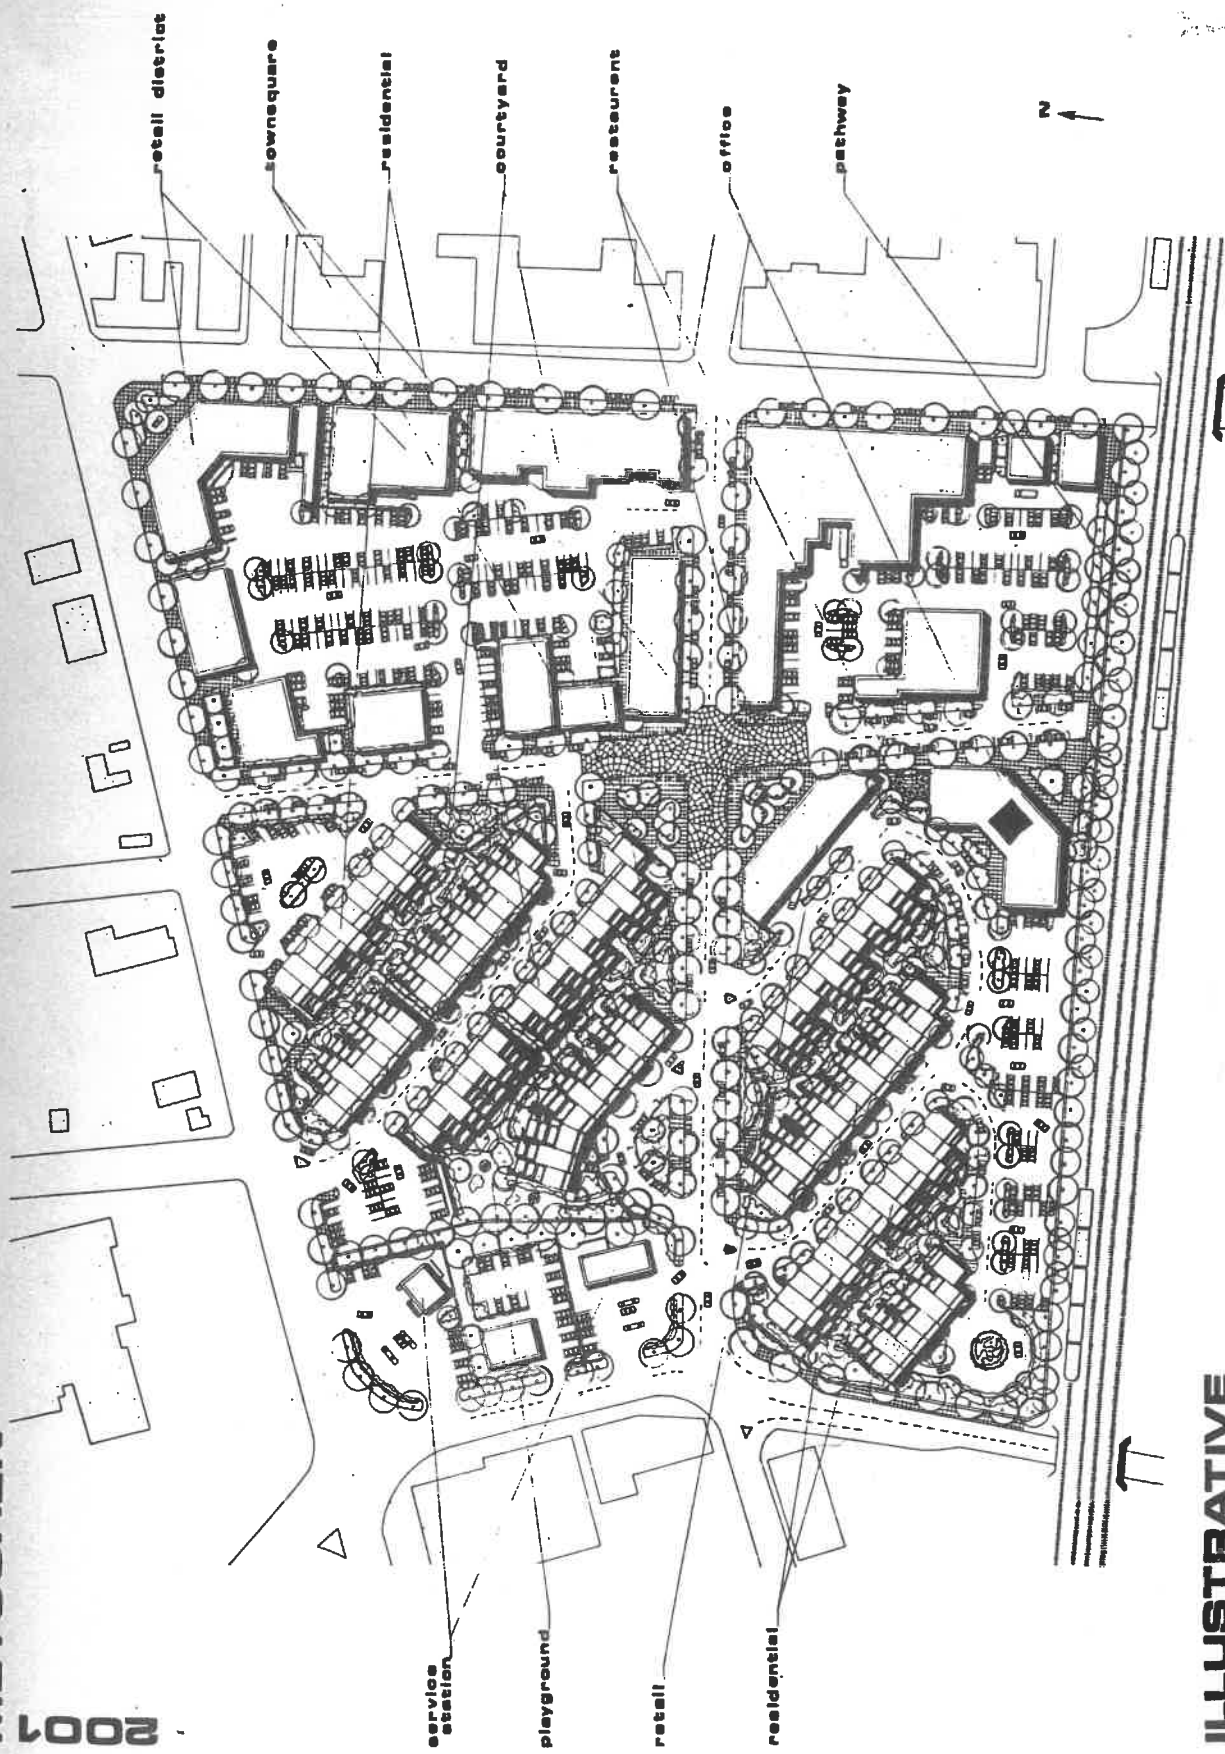 retail district
townsquare
residential
courtyard
restaurant
office
pathway
N
service
station
playground
retail
residential
2001
ILLUSTRATIVE